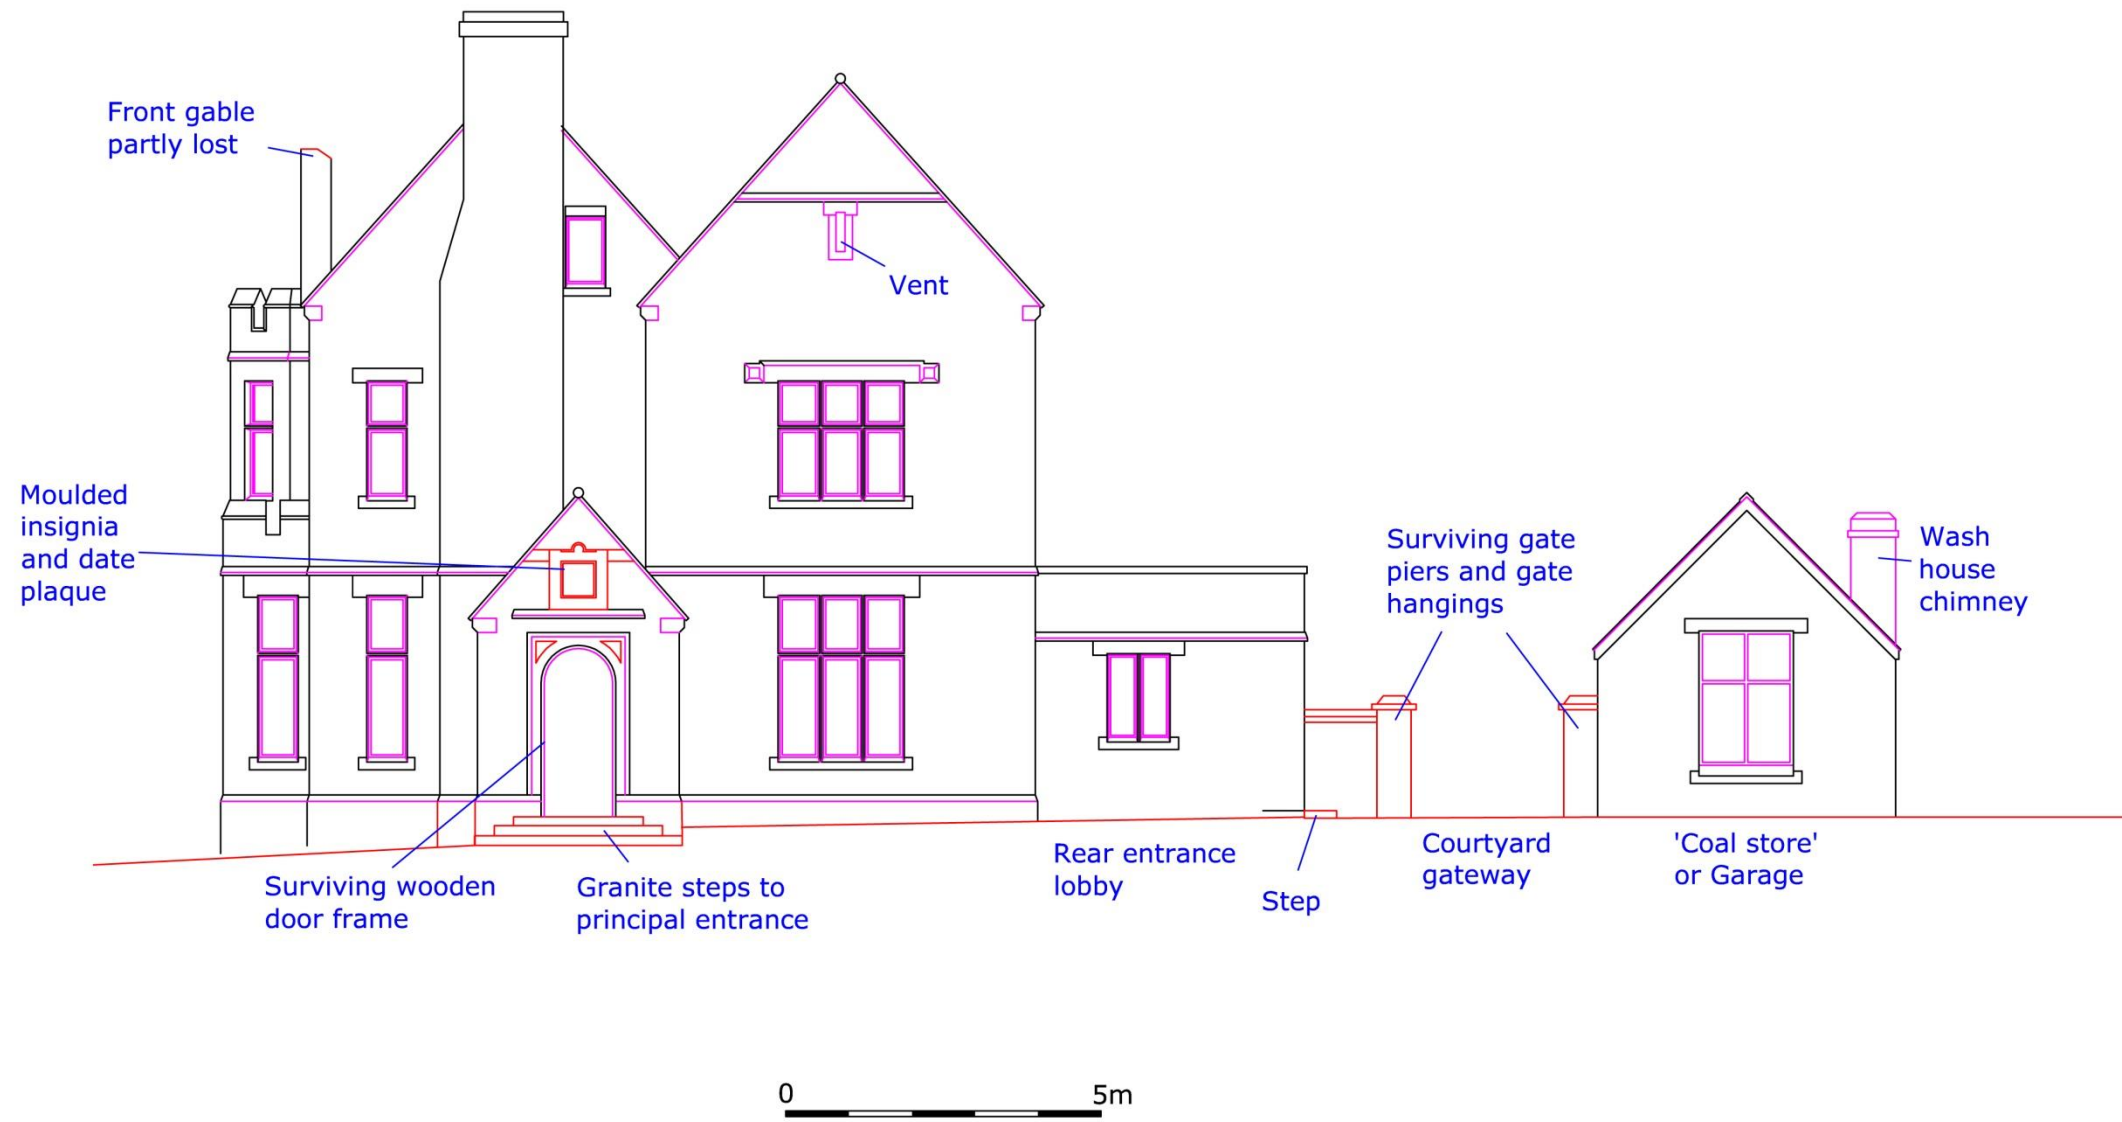 Front gable
partly lost
Vent
Moulded
insignia
and date
plaque
Surviving gate
piers and gate
hangings
Wash
house
chimney
Surviving wooden
door frame
Granite steps to
principal entrance
Rear entrance
lobby
Step
Courtyard
gateway
'Coal store'
or Garage
0 5m